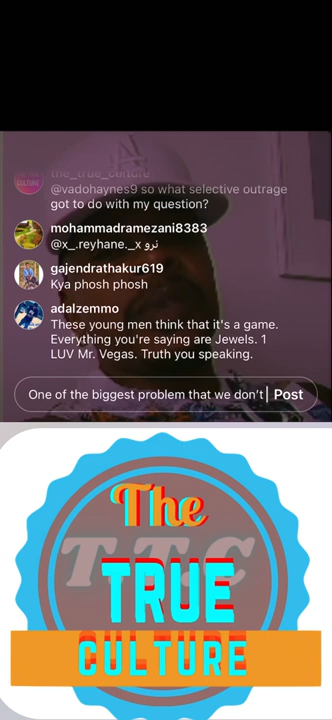 the_true_culture
@vadohaynes9 so what selective outrage
got to do with my question?
mohammadramezani8383
@x_.reyhane._x نرو
gajendrathakur619
Kya phosh phosh
adalzemmo
These young men think that it's a game.
Everything you're saying are Jewels. 1
LUV Mr. Vegas. Truth you speaking.
One of the biggest problem that we don't Post
The
T.T.C
TRUE
CULTURE